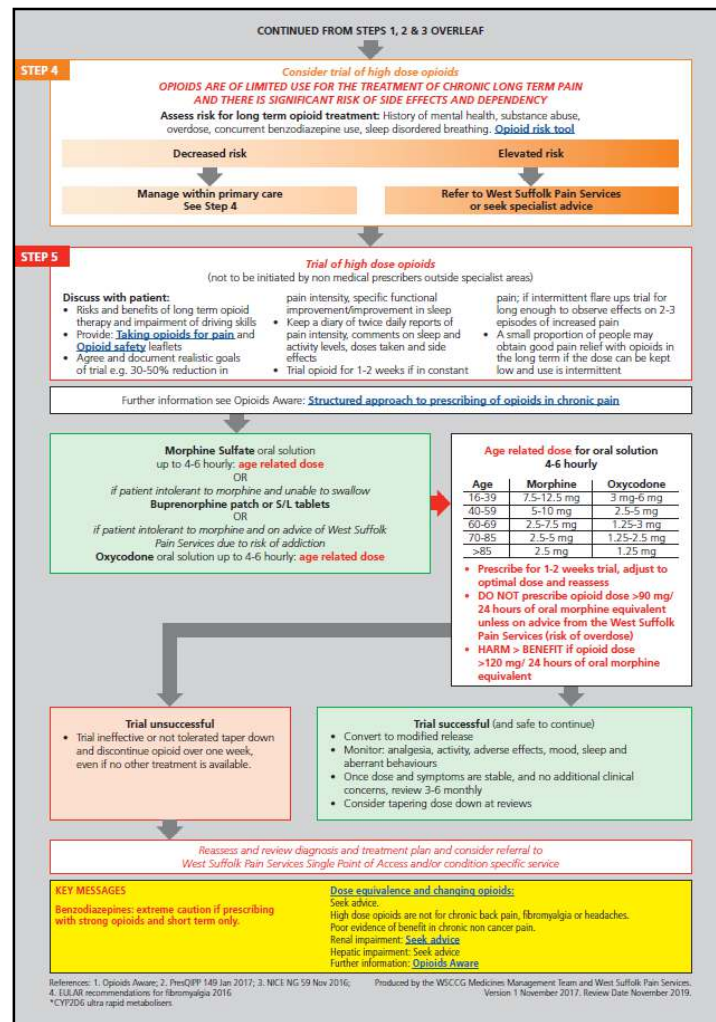 CONTINUED FROM STEPS 1, 2 & 3 OVERLEAF
STEP 4
Consider trial of high dose opioids
OPIOIDS ARE OF LIMITED USE FOR THE TREATMENT OF CHRONIC LONG TERM PAIN
AND THERE IS SIGNIFICANT RISK OF SIDE EFFECTS AND DEPENDENCY
Assess risk for long term opioid treatment: History of mental health, substance abuse,
overdose, concurrent benzodiazepine use, sleep disordered breathing. Opioid risk tool
Decreased risk
Elevated risk
Manage within primary care
See Step 4
Refer to West Suffolk Pain Services
or seek specialist advice
STEP 5
Trial of high dose opioids
(not to be initiated by non medical prescribers outside specialist areas)
Discuss with patient:
• Risks and benefits of long term opioid
therapy and impairment of driving skills
• Provide: Taking opioids for pain and
Opioid safety leaflets
• Agree and document realistic goals
of trial e.g. 30-50% reduction in
pain intensity, specific functional
improvement/improvement in sleep
• Keep a diary of twice daily reports of
pain intensity, comments on sleep and
activity levels, doses taken and side
effects
• Trial opioid for 1-2 weeks if in constant
pain; if intermittent flare ups trial for
long enough to observe effects on 2-3
episodes of increased pain
• A small proportion of people may
obtain good pain relief with opioids in
the long term if the dose can be kept
low and use is intermittent
Further information see Opioids Aware: Structured approach to prescribing of opioids in chronic pain
Morphine Sulfate oral solution
up to 4-6 hourly: age related dose
OR
if patient intolerant to morphine and unable to swallow
Buprenorphine patch or S/L tablets
OR
if patient intolerant to morphine and on advice of West Suffolk
Pain Services due to risk of addiction
Oxycodone oral solution up to 4-6 hourly: age related dose
Age related dose for oral solution
4-6 hourly
Age Morphine Oxycodone
16-39 7.5-12.5 mg 3 mg-6 mg
40-59 5-10 mg 2.5-5 mg
60-69 2.5-7.5 mg 1.25-3 mg
70-85 2.5-5 mg 1.25-2.5 mg
>85 2.5 mg 1.25 mg
• Prescribe for 1-2 weeks trial, adjust to
optimal dose and reassess
• DO NOT prescribe opioid dose >90 mg/
24 hours of oral morphine equivalent
unless on advice from the West Suffolk
Pain Services (risk of overdose)
• HARM > BENEFIT if opioid dose
>120 mg/ 24 hours of oral morphine
equivalent
Trial unsuccessful
• Trial ineffective or not tolerated taper down
and discontinue opioid over one week,
even if no other treatment is available.
Trial successful (and safe to continue)
• Convert to modified release
• Monitor: analgesia, activity, adverse effects, mood, sleep and
aberrant behaviours
• Once dose and symptoms are stable, and no additional clinical
concerns, review 3-6 monthly
• Consider tapering dose down at reviews
Reassess and review diagnosis and treatment plan and consider referral to
West Suffolk Pain Services Single Point of Access and/or condition specific service
KEY MESSAGES
Benzodiazepins: extreme caution if prescribing
with strong opioids and short term only.
Dose equivalence and changing opioids:
Seek advice.
High dose opioids are not for chronic back pain, fibromyalgia or headaches.
Poor evidence of benefit in chronic non cancer pain.
Renal impairment: Seek advice
Hepatic impairment: Seek advice
Further information: Opioids Aware
References: 1. Opioids Aware; 2. PresQIPP 149 Jan 2017; 3. NICE NG 59 Nov 2016;
4. EULAR recommendations for fibromyalgia 2016
*CYP2D6 ultra rapid metabolisers
Produced by the WSCCG Medicines Management Team and West Suffolk Pain Services.
Version 1 November 2017. Review Date November 2019.